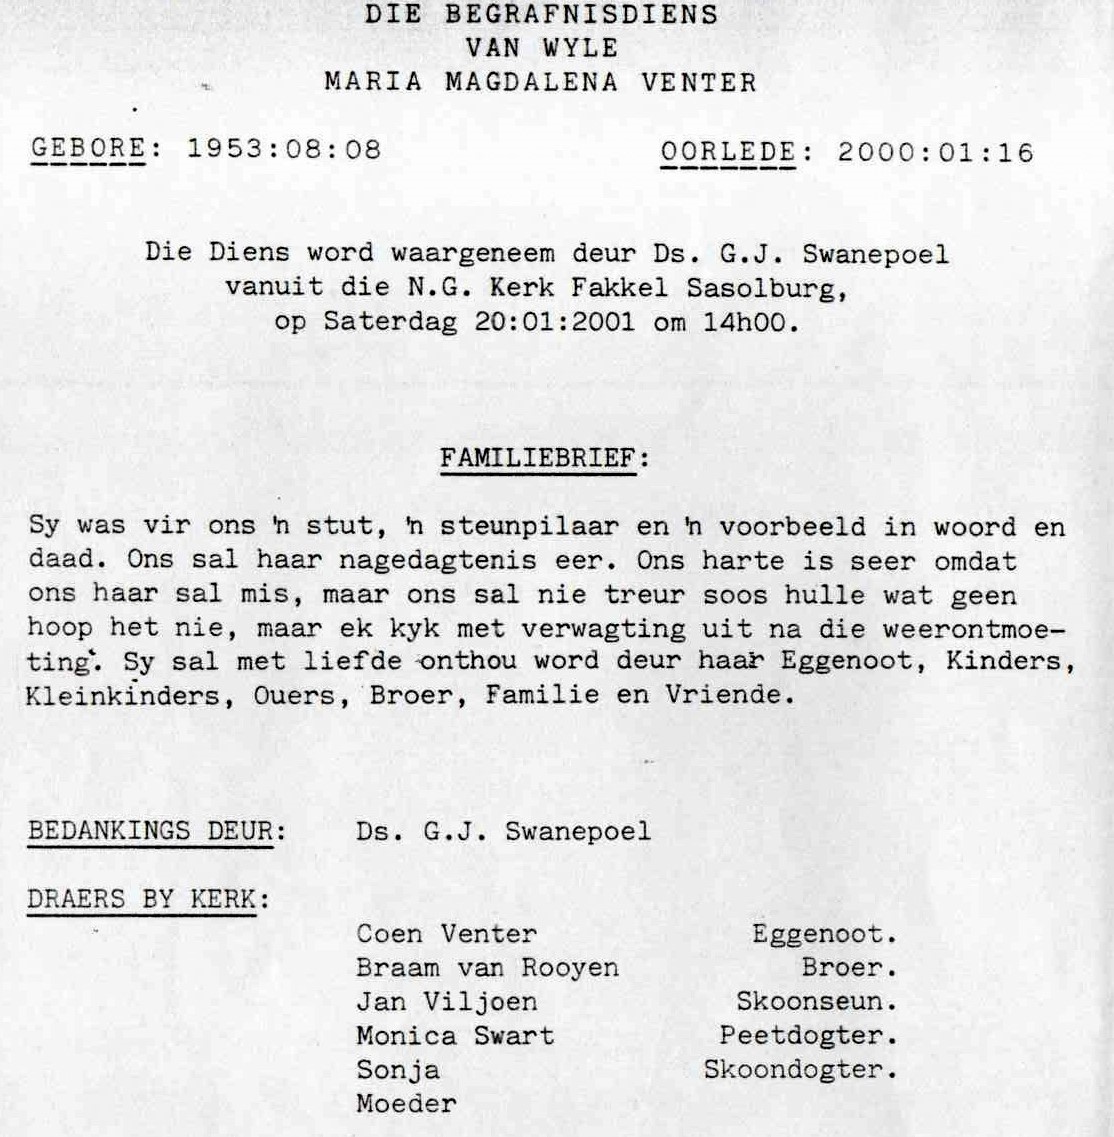 DIE BEGRAFNISDIENS
VAN WYLE
MARIA MAGDALENA VENTER
GEBORE: 1953:08:08 OORLEDE: 2000:01:16
Die Diens word waargeneem deur Ds. G.J. Swanepoel
vanuit die N.G. Kerk Fakkel Sasolburg,
op Saterdag 20:01:2001 om 14h00.
FAMILIEBRIEF:
Sy was vir ons 'n stut, 'n steunpilaar en 'n voorbeeld in woord en
daad. Ons sal haar nagedagtenis eer. Ons harte is seer omdat
ons haar sal mis, maar ons sal nie treur soos hulle wat geen
hoop het nie, maar ek kyk met verwagting uit na die weerontmoe-
ting. Sy sal met liefde onthou word deur haar Eggenoot, Kinders,
Kleinkinders, Ouers, Broer, Familie en Vriende.
BEDANKINGS DEUR: Ds. G.J. Swanepoel
DRAERS BY KERK:
Coen Venter Eggenoot.
Braam van Rooyen Broer.
Jan Viljoen Skoonseun.
Monica Swart Peetdogter.
Sonja Skoondogter.
Moeder